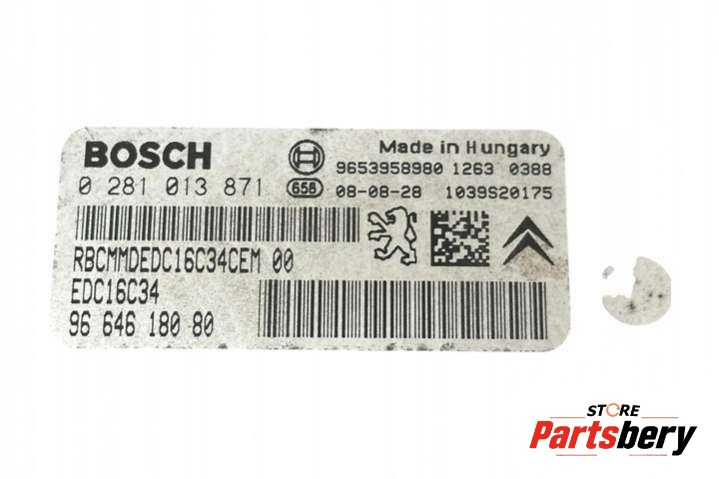 BOSCH
Made in Hungary
9653958980 1263 0388
0 281 013 871
656 08-08-28 1039S20175
RBCMMDEDC16C34CEM 00
EDC16C34
96 646 180 80
STORE
Partsbery